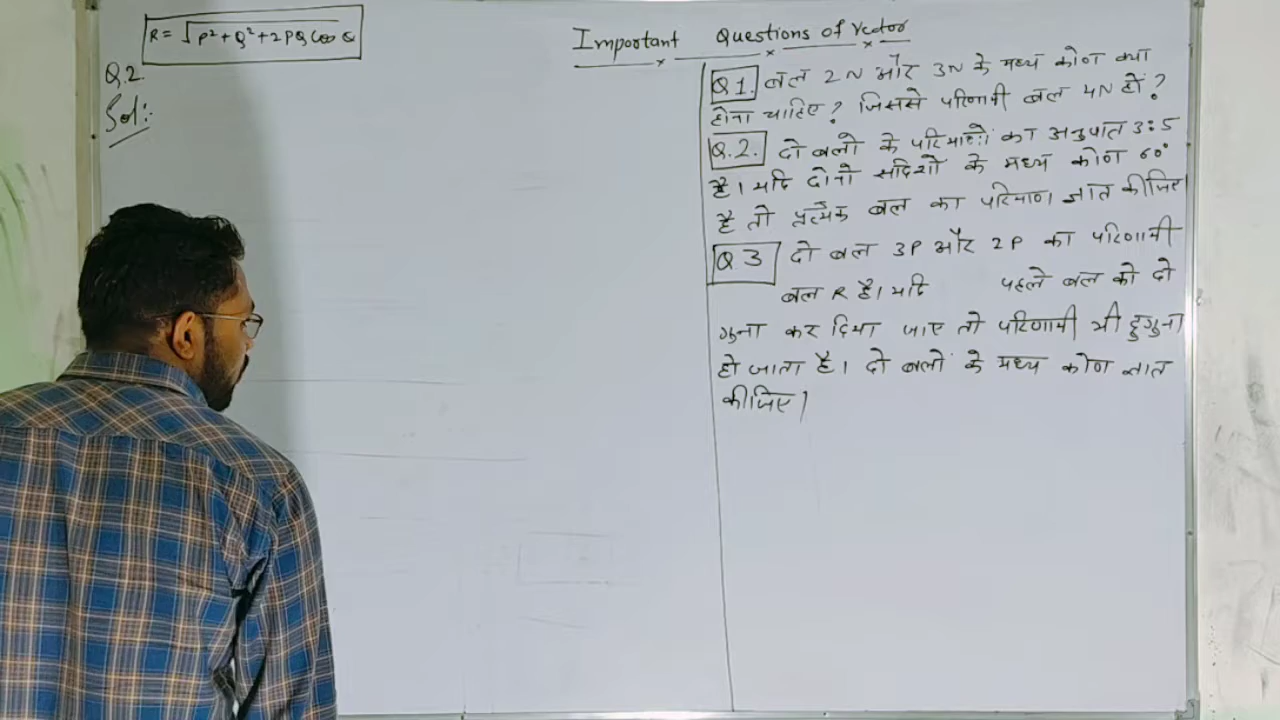 R = √P²+Q²+2PQ Cos θ
Important Questions of Vector
Q.2.
Sol:-
Q1. बल 2N और 3N के मध्य कोण क्या
होना चाहिए? जिससे परिणामी बल 4N हो?
Q.2. दो बलो के परिमाणों का अनुपात 3:5
है। यदि दोनो सदिशों के मध्य कोण 60°
है तो प्रत्येक बल का परिमाण ज्ञात कीजिए।
Q3 दो बल 3P और 2P का परिणामी
बल R है। यदि पहले बल को दो
गुना कर दिया जाए तो परिणामी भी दुगुना
हो जाता है। दो बलों के मध्य कोण ज्ञात
कीजिए।